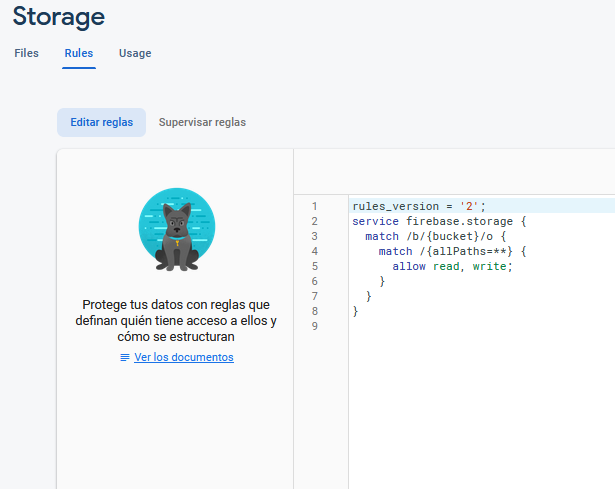 Storage
Files Rules Usage
Editar reglas Supervisar reglas
Protege tus datos con reglas que
definan quién tiene acceso a ellos y
cómo se estructuran
Ver los documentos
1 rules_version = '2';
2 service firebase.storage {
3   match /b/{bucket}/o {
4     match /{allPaths=**} {
5       allow read, write;
6     }
7   }
8 }
9